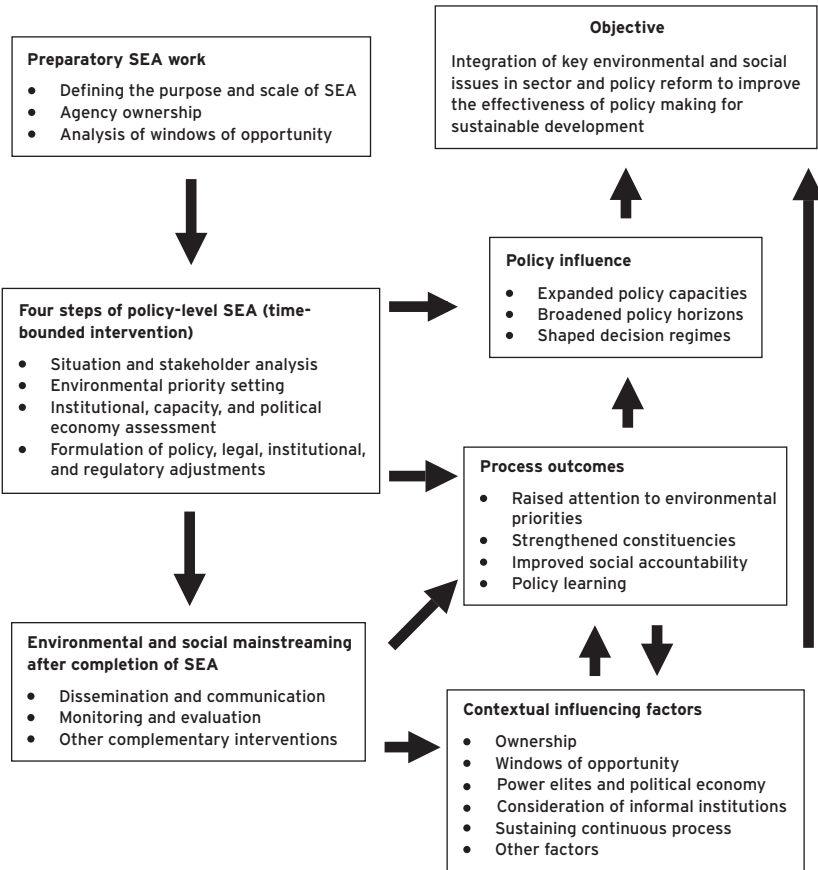 Preparatory SEA work
● Defining the purpose and scale of SEA
● Agency ownership
● Analysis of windows of opportunity
Objective
Integration of key environmental and social
issues in sector and policy reform to improve
the effectiveness of policy making for
sustainable development
Four steps of policy-level SEA (time-
bounded intervention)
● Situation and stakeholder analysis
● Environmental priority setting
● Institutional, capacity, and political
economy assessment
● Formulation of policy, legal, institutional,
and regulatory adjustments
Policy influence
● Expanded policy capacities
● Broadened policy horizons
● Shaped decision regimes
Process outcomes
● Raised attention to environmental
priorities
● Strengthened constituencies
● Improved social accountability
● Policy learning
Environmental and social mainstreaming
after completion of SEA
● Dissemination and communication
● Monitoring and evaluation
● Other complementary interventions
Contextual influencing factors
● Ownership
● Windows of opportunity
● Power elites and political economy
● Consideration of informal institutions
● Sustaining continuous process
● Other factors